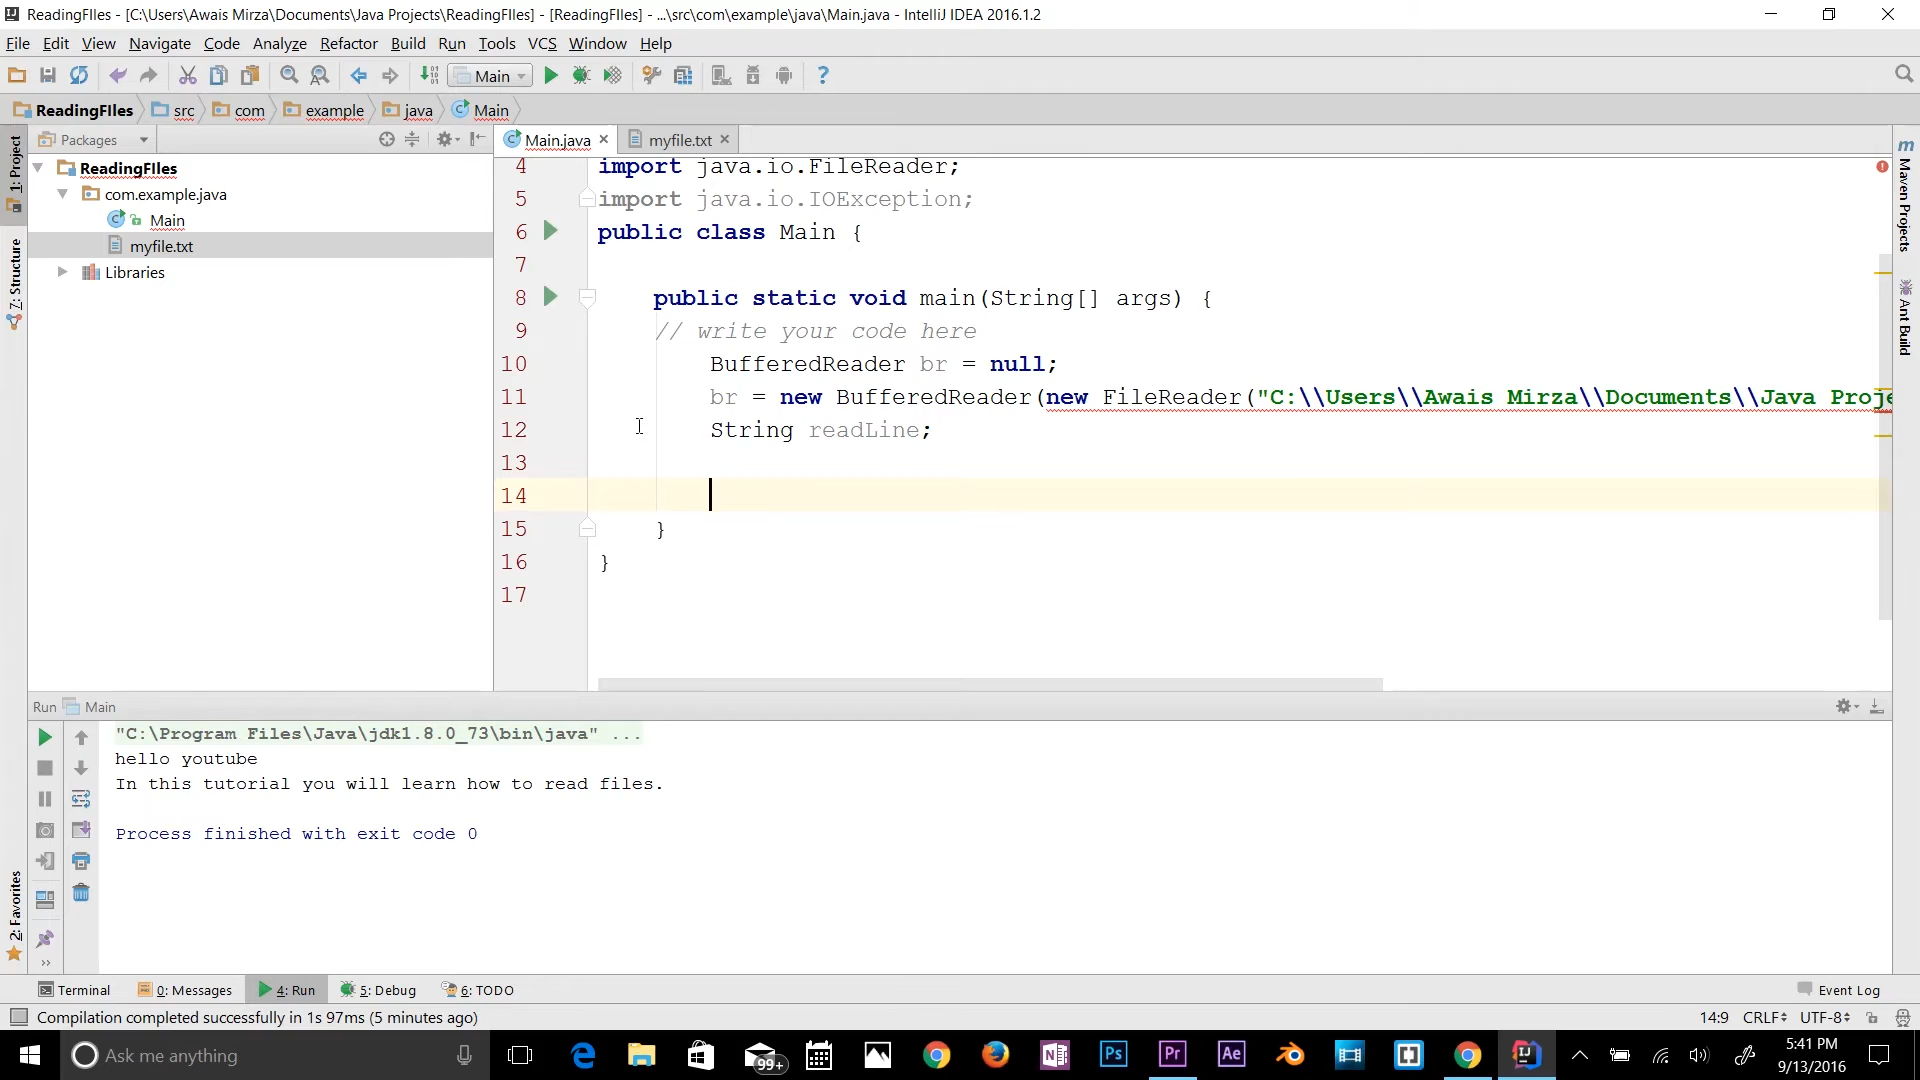 ReadingFIles - [C:\Users\Awais Mirza\Documents\Java Projects\ReadingFIles] - [ReadingFIles] - ...\src\com\example\java\Main.java - IntelliJ IDEA 2016.1.2
File Edit View Navigate Code Analyze Refactor Build Run Tools VCS Window Help
Main
ReadingFIles src com example java Main
1: Project
7: Structure
2: Favorites
Packages
ReadingFIles
com.example.java
Main
myfile.txt
Libraries
Main.java myfile.txt
4 import java.io.FileReader;
5 import java.io.IOException;
6 public class Main {
7
8 public static void main(String[] args) {
9 // write your code here
10 BufferedReader br = null;
11 br = new BufferedReader(new FileReader("C:\\Users\\Awais Mirza\\Documents\\Java Proje
12 String readLine;
13
14
15 }
16 }
17
Maven Projects
Ant Build
Run Main
"C:\Program Files\Java\jdk1.8.0_73\bin\java" ...
hello youtube
In this tutorial you will learn how to read files.
Process finished with exit code 0
Terminal 0: Messages 4: Run 5: Debug 6: TODO Event Log
Compilation completed successfully in 1s 97ms (5 minutes ago) 14:9 CRLF UTF-8
Ask me anything
99+
Ps Pr Ae
5:41 PM
9/13/2016